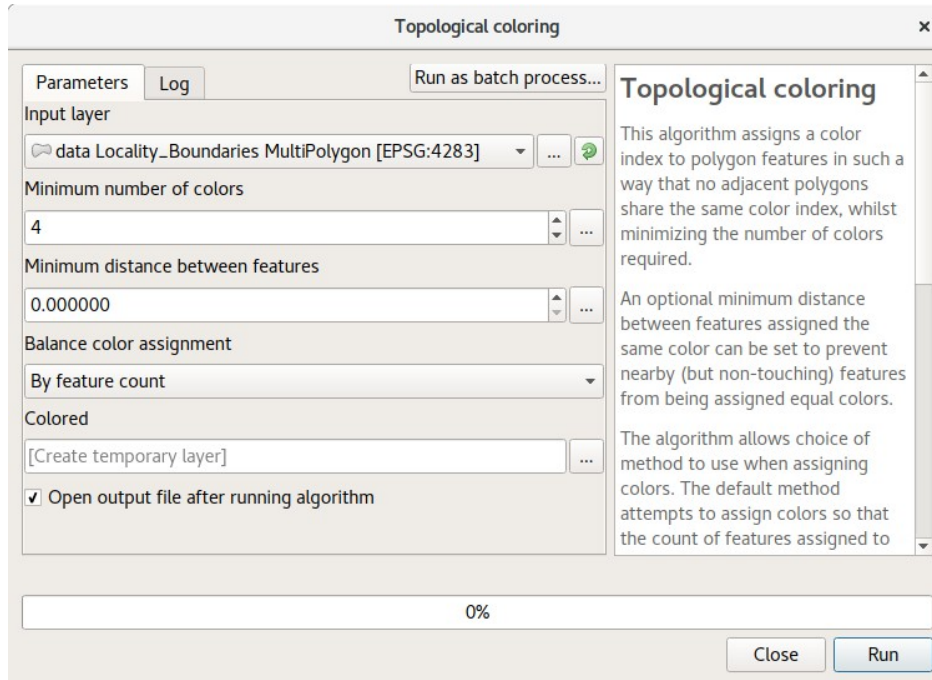 Topological coloring
Parameters
Log
Run as batch process...
Input layer
data Locality_Boundaries MultiPolygon [EPSG:4283]
...
Minimum number of colors
4
...
Minimum distance between features
0.000000
...
Balance color assignment
By feature count
Colored
[Create temporary layer]
...
Open output file after running algorithm
Topological coloring
This algorithm assigns a color
index to polygon features in such a
way that no adjacent polygons
share the same color index, whilst
minimizing the number of colors
required.
An optional minimum distance
between features assigned the
same color can be set to prevent
nearby (but non-touching) features
from being assigned equal colors.
The algorithm allows choice of
method to use when assigning
colors. The default method
attempts to assign colors so that
the count of features assigned to
0%
Close
Run